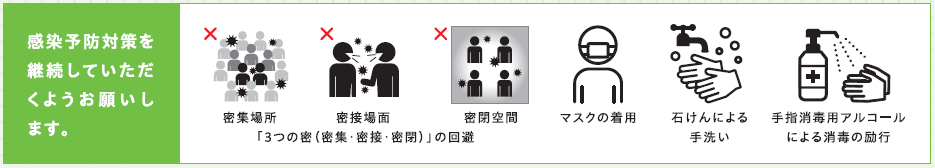 感染予防対策を
継続していただ
くようお願いし
ます。
密集場所
密接場面
密閉空間
「3つの密(密集・密接・密閉)」の回避
マスクの着用
石けんによる
手洗い
手指消毒用アルコール
による消毒の励行